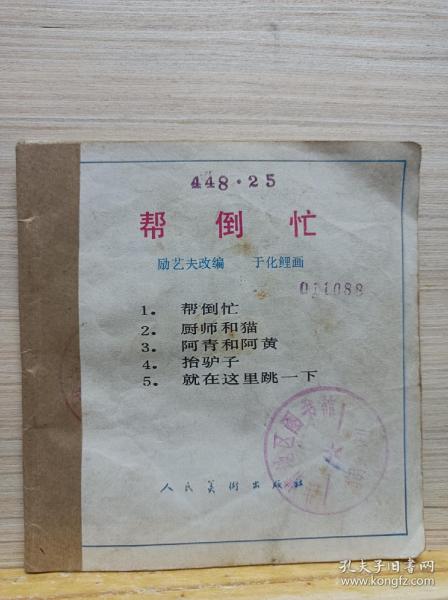 448·25
帮倒忙
励艺夫改编 于化鲤画
011088
1. 帮倒忙
2. 厨师和猫
3. 阿青和阿黄
4. 抬驴子
5. 就在这里跳一下
人民美術出版社
孔夫子旧书网
www.kongfz.com